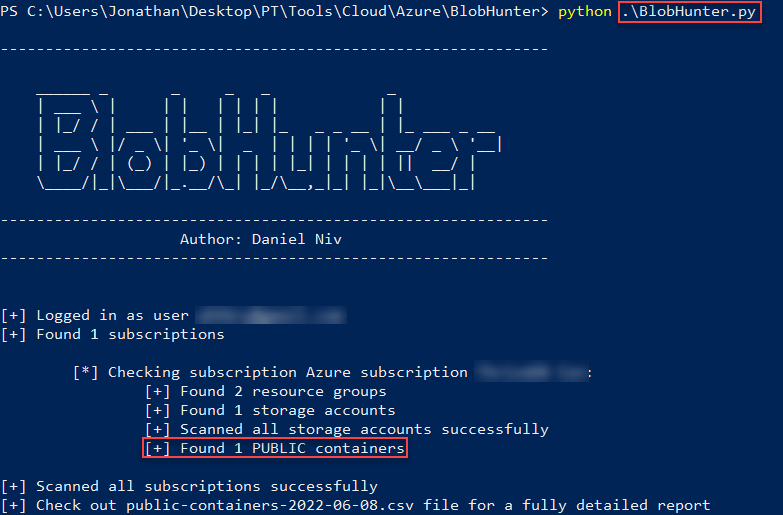 PS C:\Users\Jonathan\Desktop\PT\Tools\Cloud\Azure\BlobHunter> python .\BlobHunter.py
-------------------------------------------------------------
BlobHunter
-------------------------------------------------------------
Author: Daniel Niv
-------------------------------------------------------------
[+] Logged in as user
[+] Found 1 subscriptions
[*] Checking subscription Azure subscription :
[+] Found 2 resource groups
[+] Found 1 storage accounts
[+] Scanned all storage accounts successfully
[+] Found 1 PUBLIC containers
[+] Scanned all subscriptions successfully
[+] Check out public-containers-2022-06-08.csv file for a fully detailed report